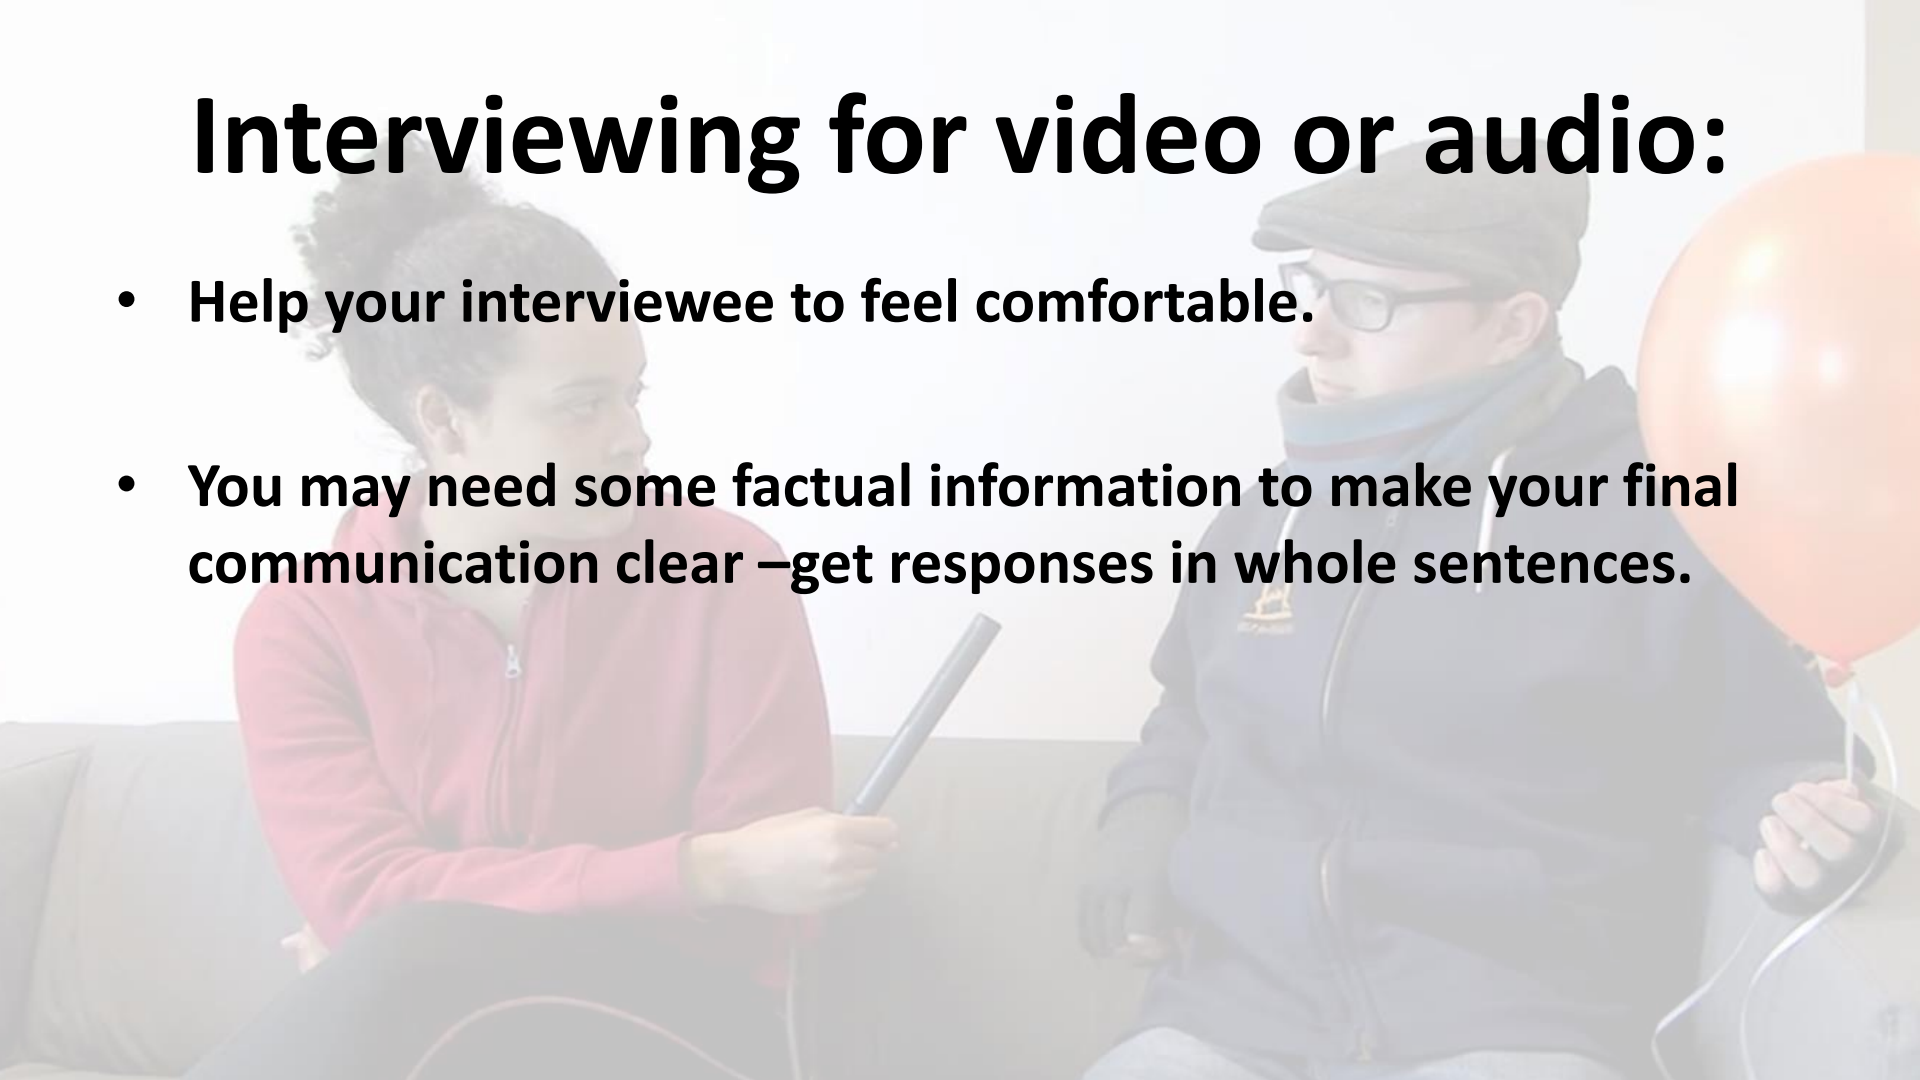 Interviewing for video or audio:
• Help your interviewee to feel comfortable.
• You may need some factual information to make your final
communication clear –get responses in whole sentences.